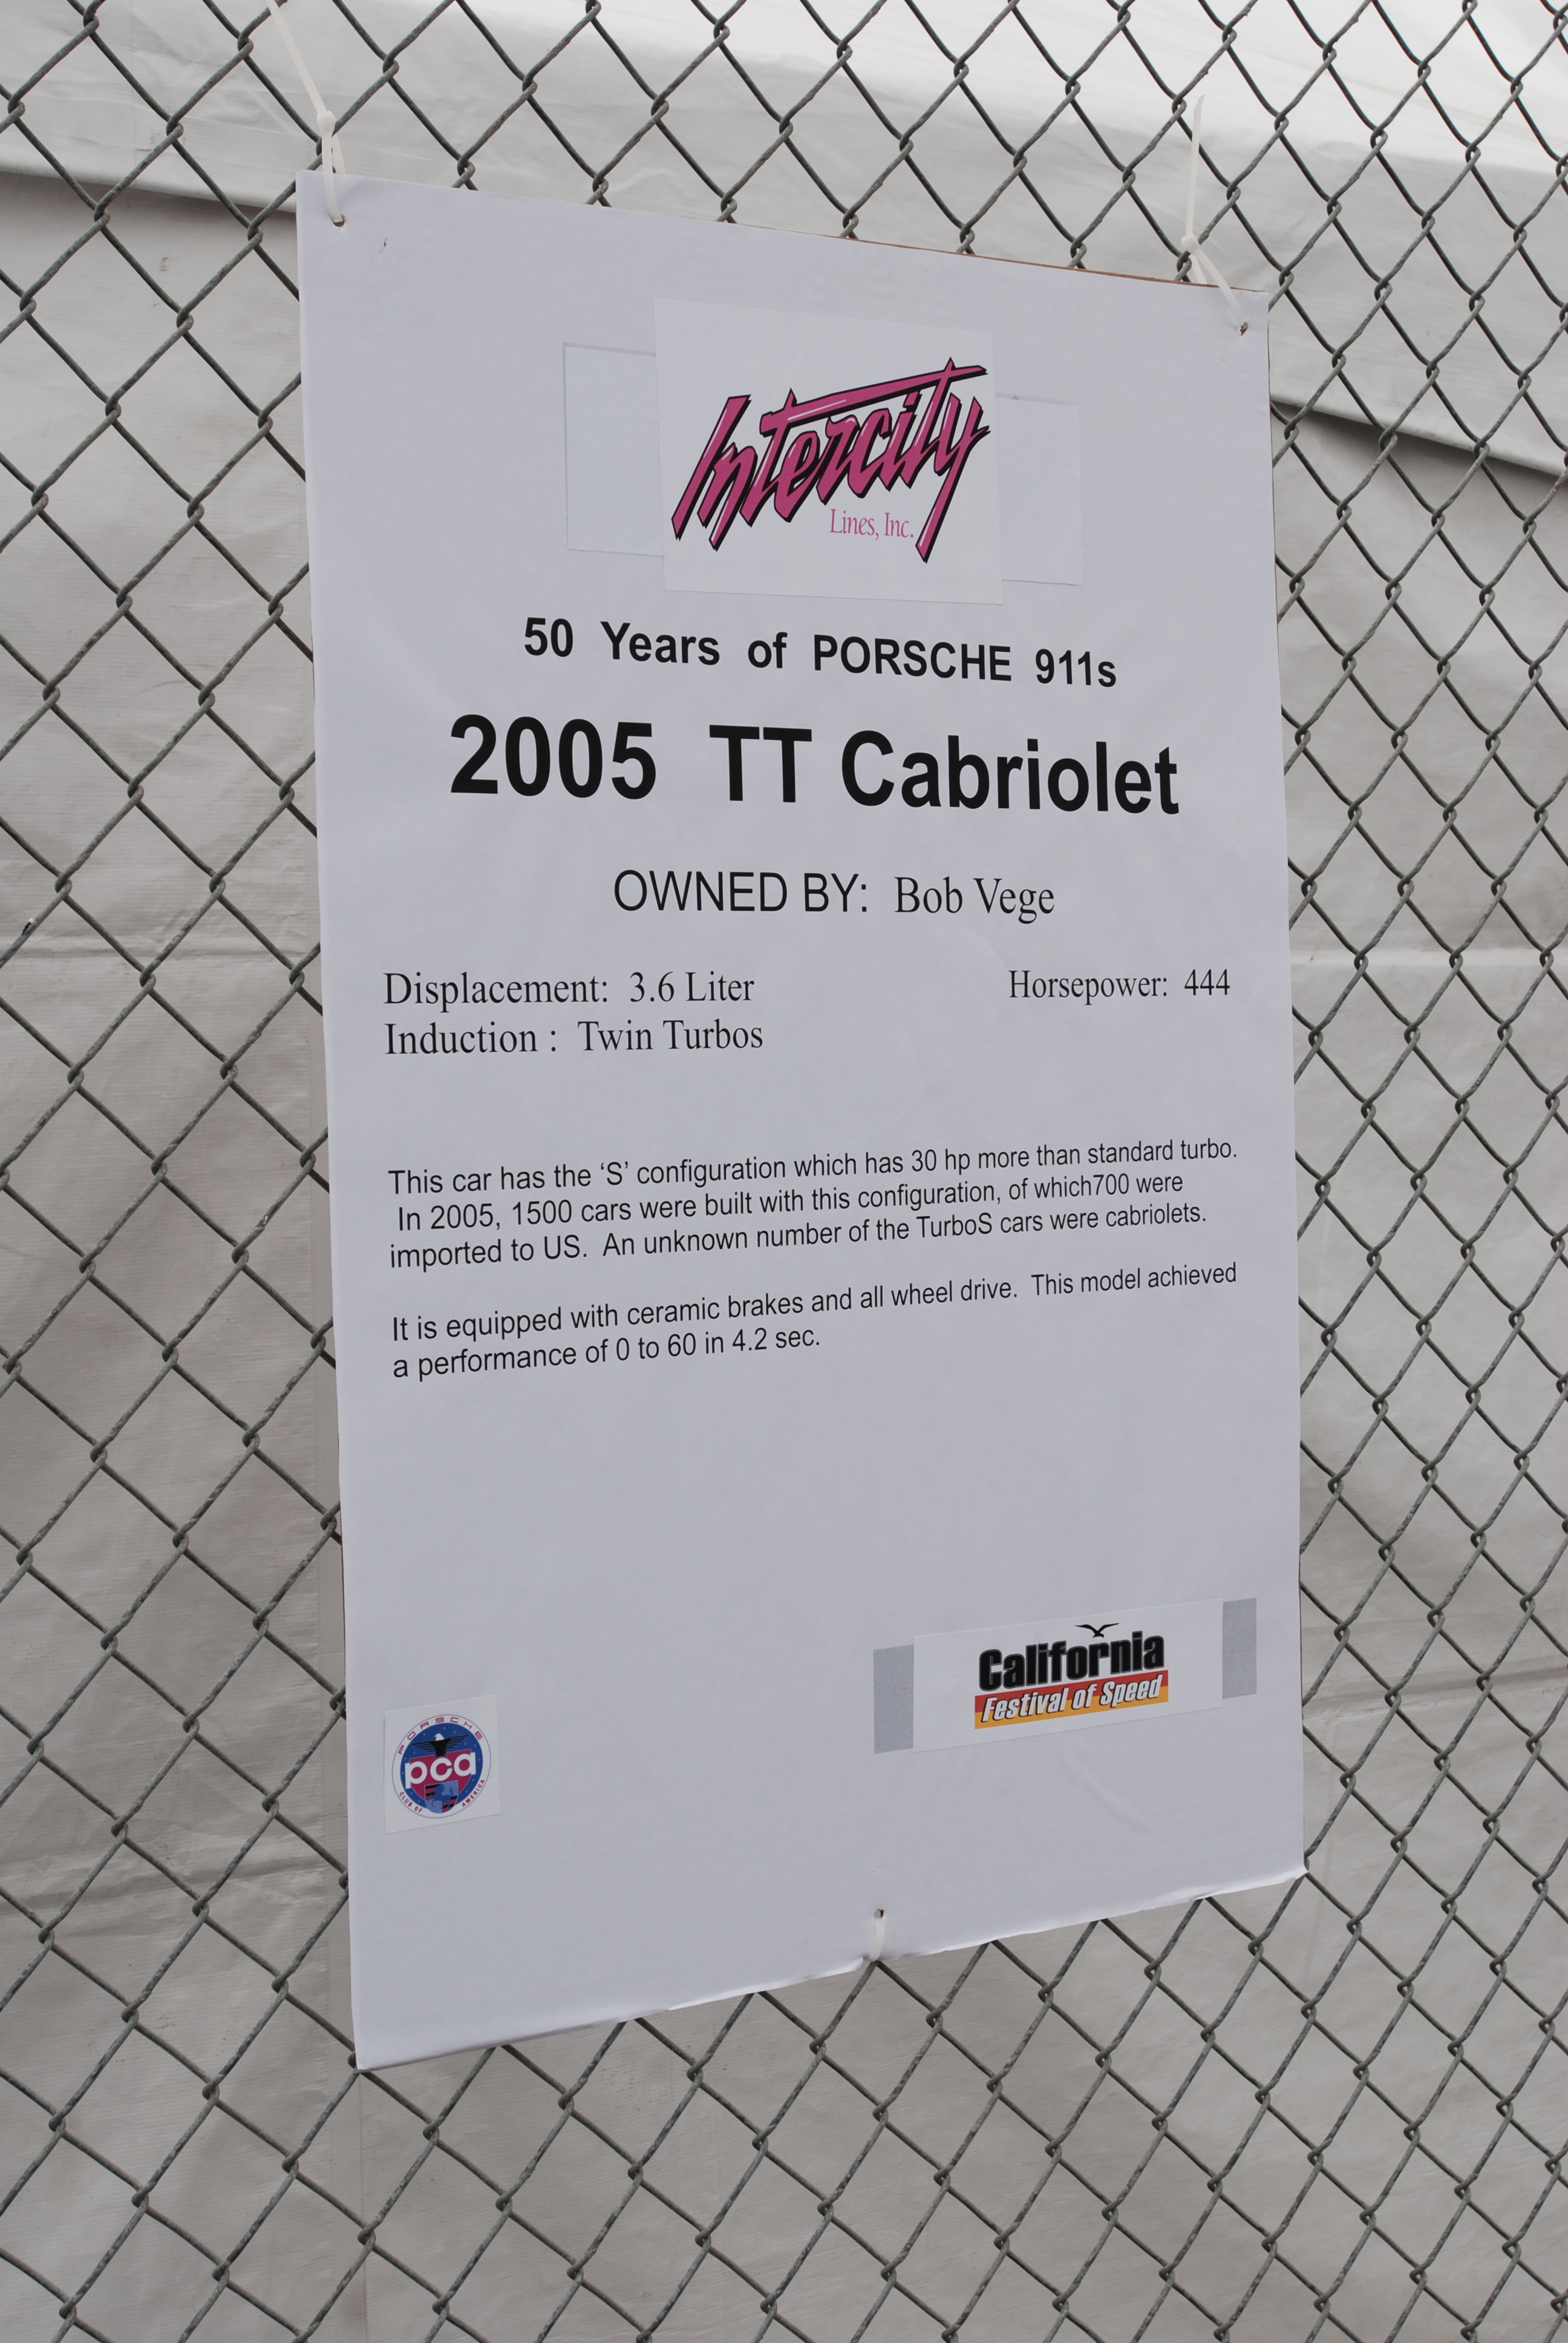 Intercity
Lines, Inc.
50 Years of PORSCHE 911s
2005 TT Cabriolet
OWNED BY: Bob Vege
Displacement: 3.6 Liter Horsepower: 444
Induction : Twin Turbos
This car has the ‘S’ configuration which has 30 hp more than standard turbo.
In 2005, 1500 cars were built with this configuration, of which700 were
imported to US. An unknown number of the TurboS cars were cabriolets.
It is equipped with ceramic brakes and all wheel drive. This model achieved
a performance of 0 to 60 in 4.2 sec.
California
Festival of Speed
PORSCHE
pca
CLUB OF AMERICA